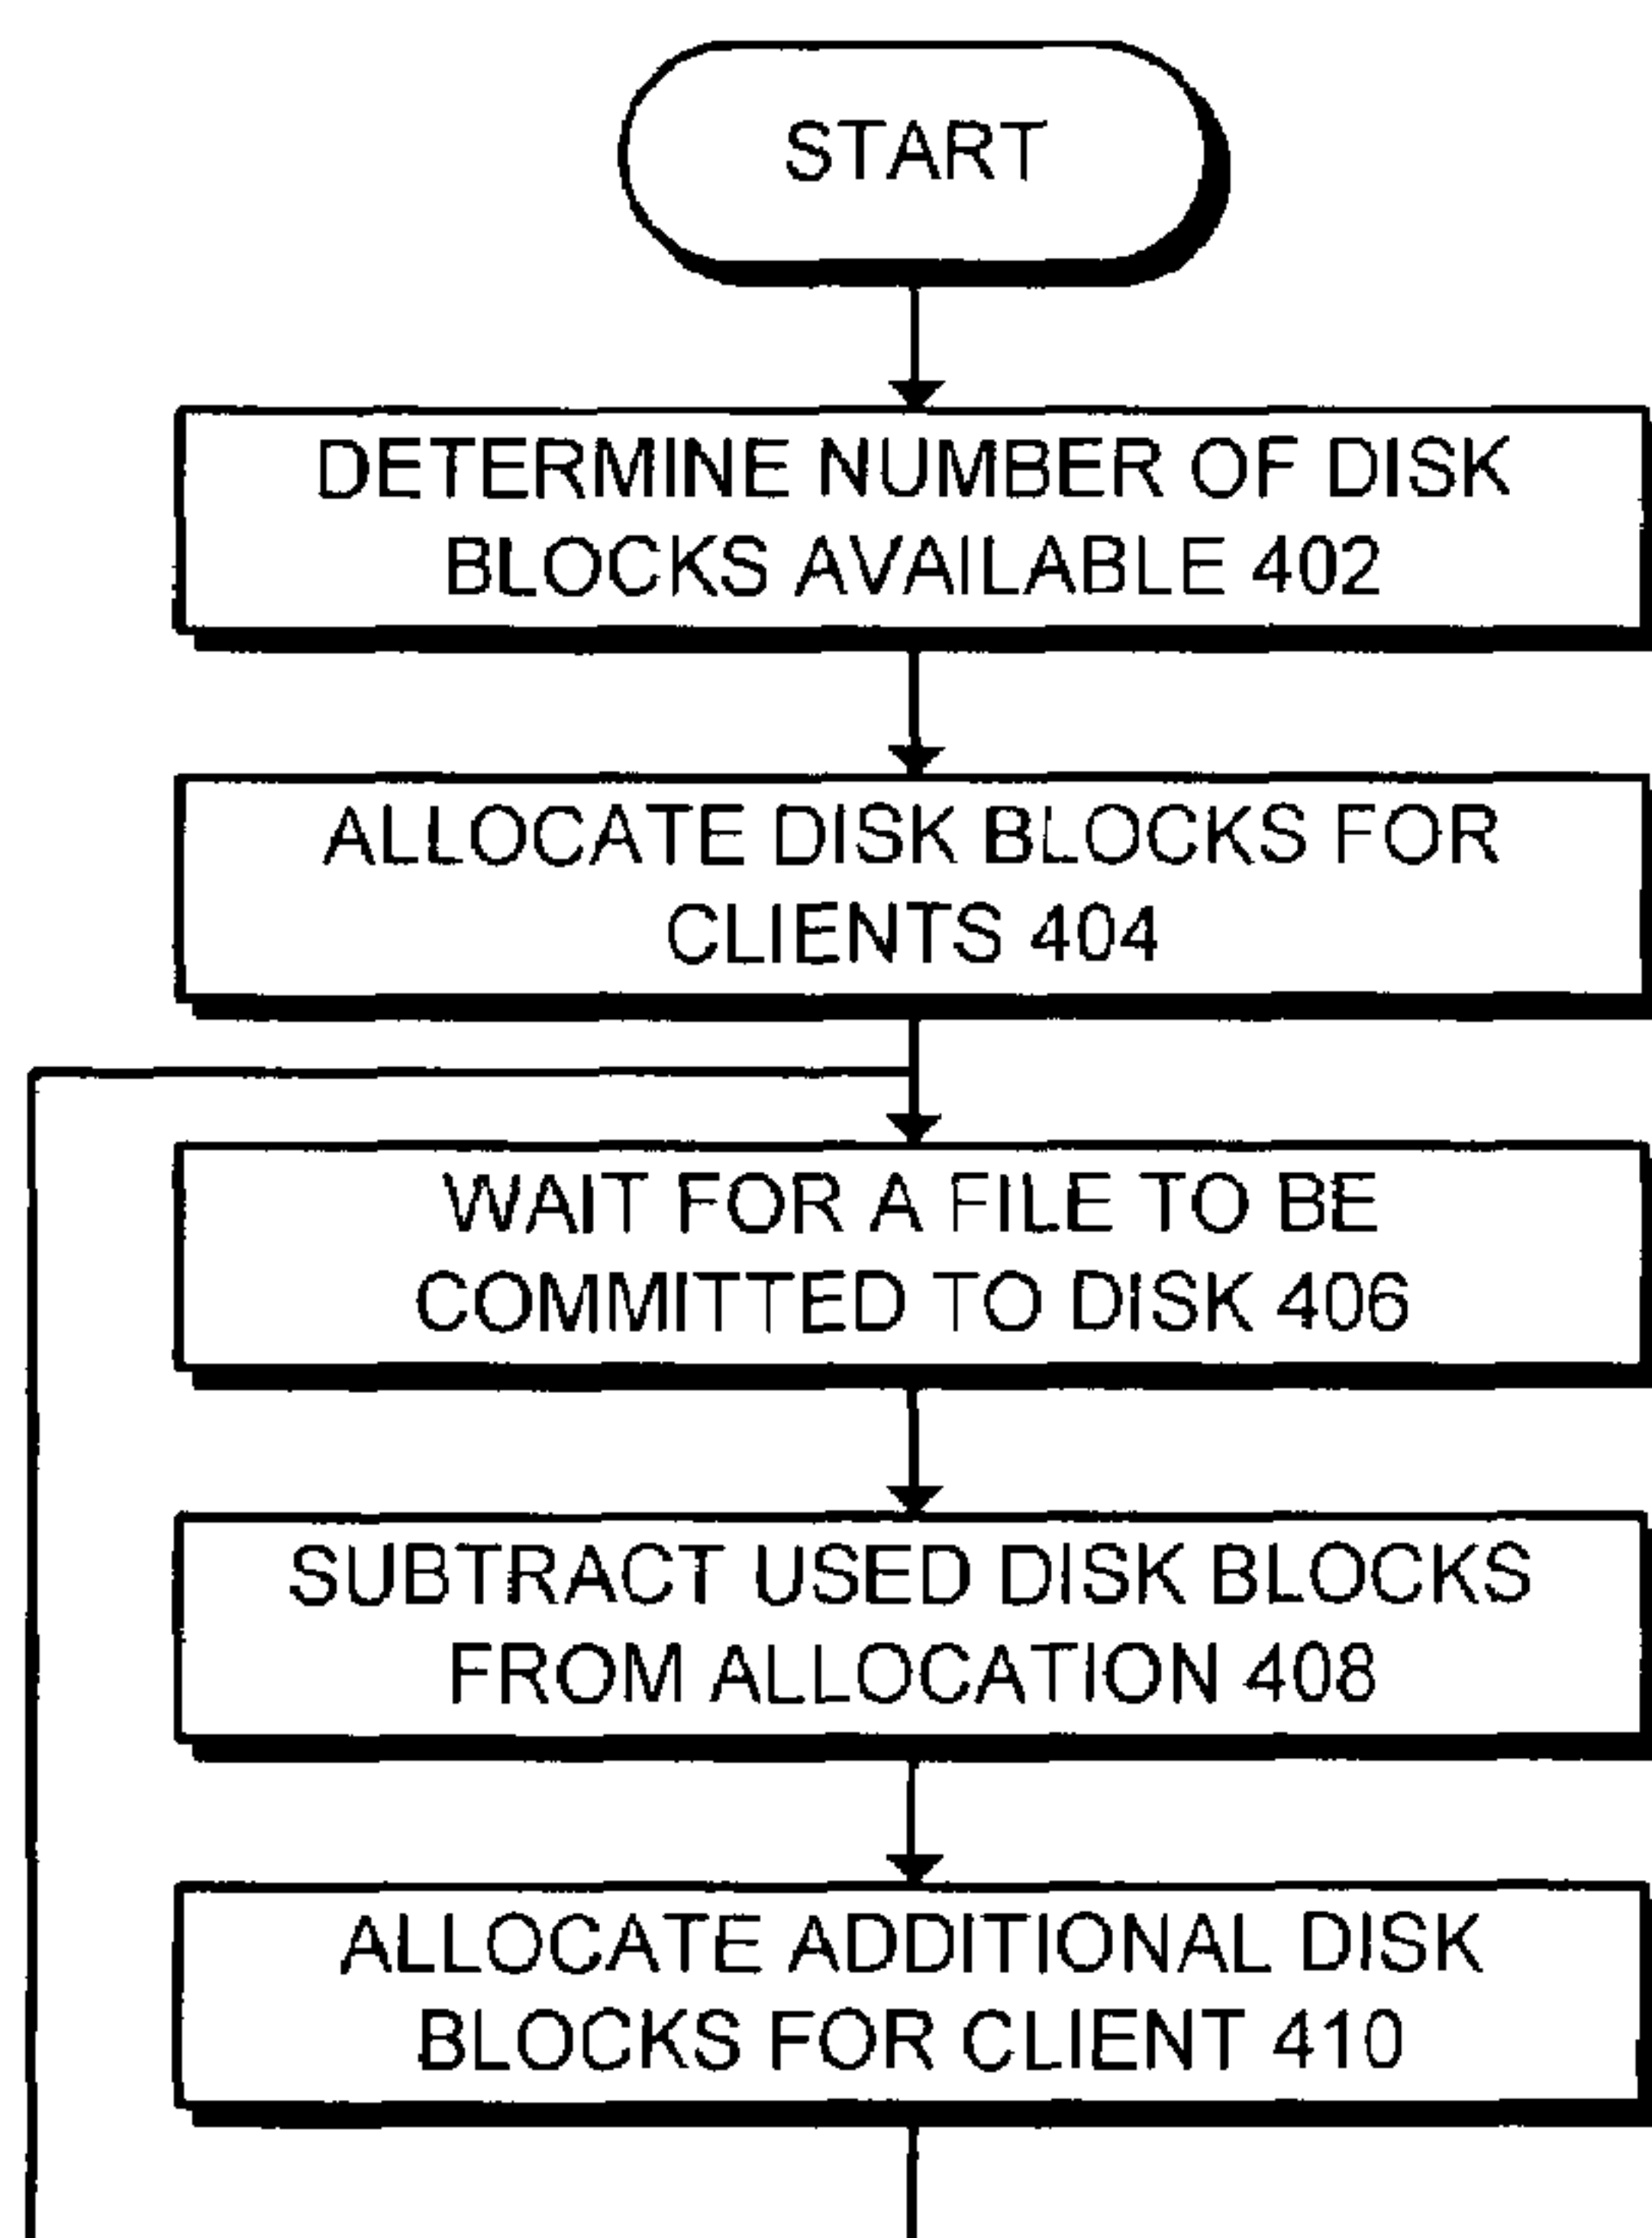 START
DETERMINE NUMBER OF DISK
BLOCKS AVAILABLE 402
ALLOCATE DISK BLOCKS FOR
CLIENTS 404
WAIT FOR A FILE TO BE
COMMITTED TO DISK 406
SUBTRACT USED DISK BLOCKS
FROM ALLOCATION 408
ALLOCATE ADDITIONAL DISK
BLOCKS FOR CLIENT 410